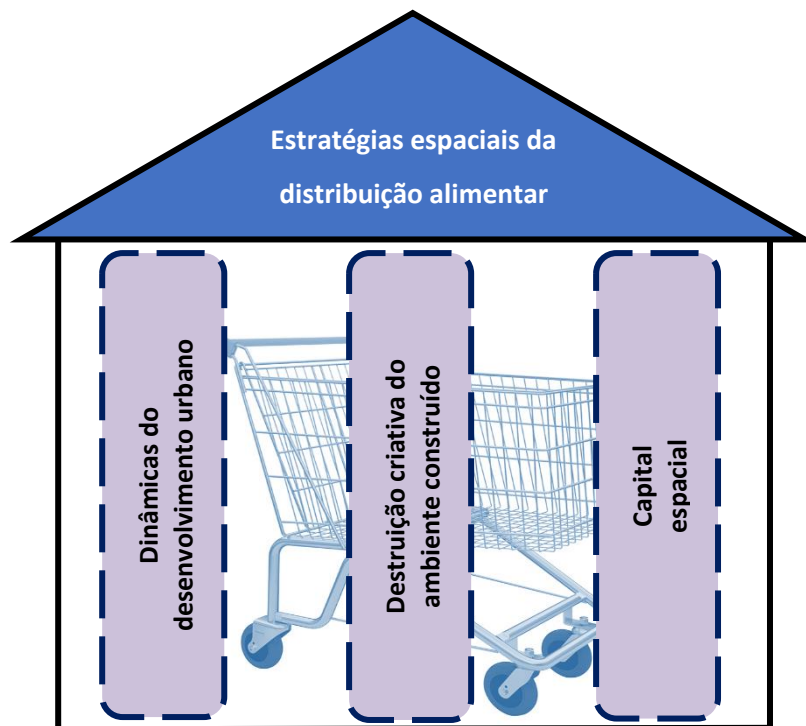 Estratégias espaciais da
distribuição alimentar
Dinâmicas do
desenvolvimento urbano
Destruição criativa do
ambiente construído
Capital
espacial